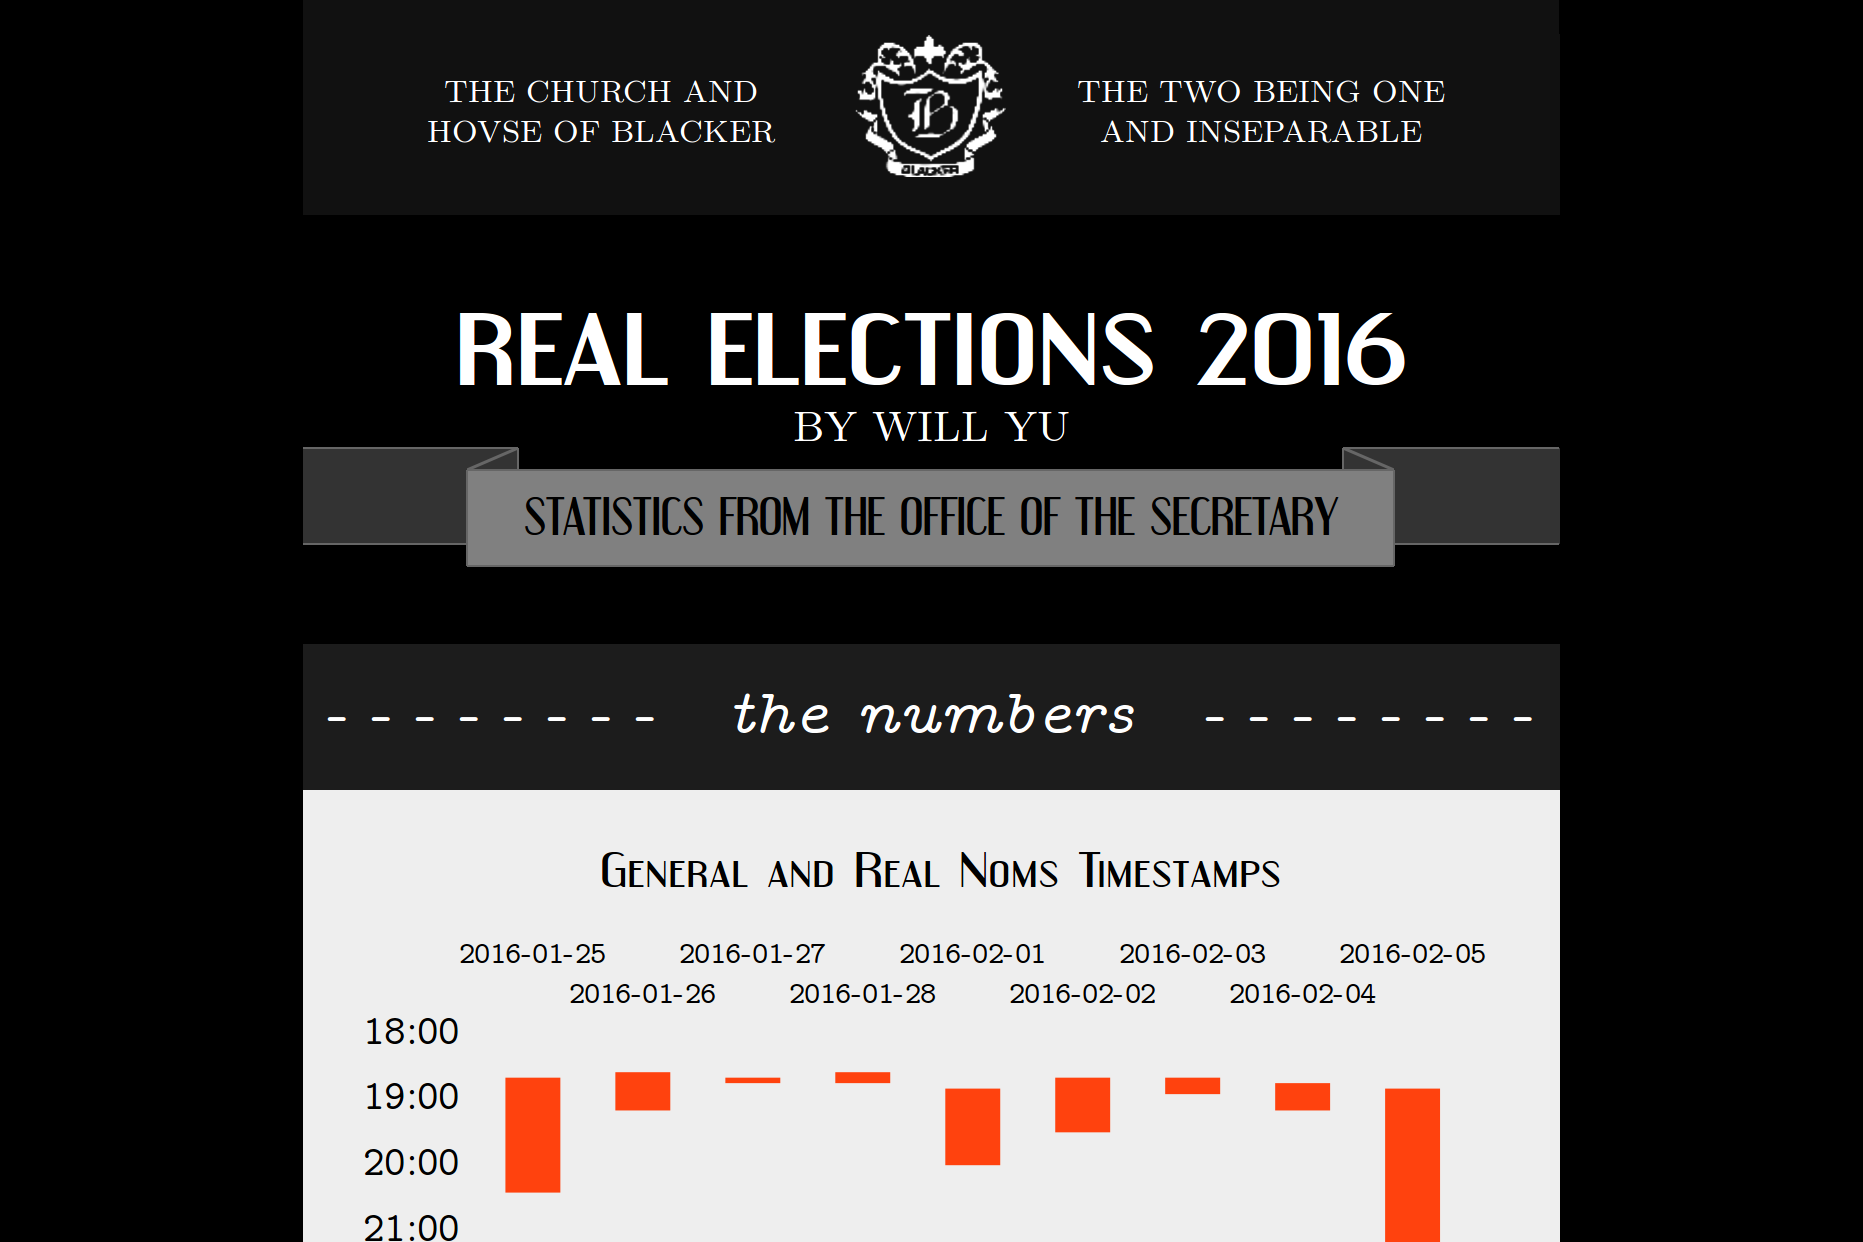 THE CHURCH AND
HOVSE OF BLACKER
B
BLACKER
THE TWO BEING ONE
AND INSEPARABLE
REAL ELECTIONS 2016
BY WILL YU
STATISTICS FROM THE OFFICE OF THE SECRETARY
- - - - - - - - the numbers - - - - - - - -
General and Real Noms Timestamps
2016-01-25 2016-01-27 2016-02-01 2016-02-03 2016-02-05
2016-01-26 2016-01-28 2016-02-02 2016-02-04
18:00
19:00
20:00
21:00